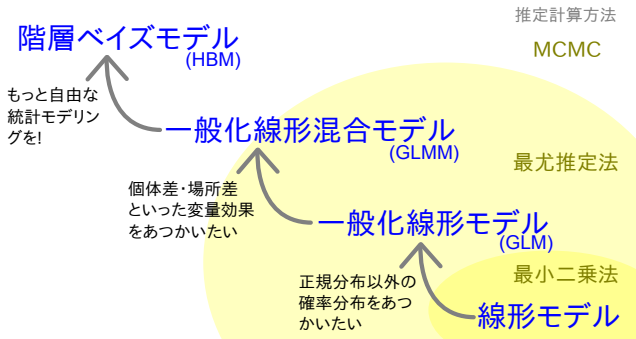 推定計算方法
階層ベイズモデル
(HBM)
MCMC
もっと自由な
統計モデリン
グを!
一般化線形混合モデル
(GLMM)
最尤推定法
個体差・場所差
といった変量効果
をあつかいたい
一般化線形モデル
(GLM)
最小二乗法
正規分布以外の
確率分布をあつ
かいたい
線形モデル